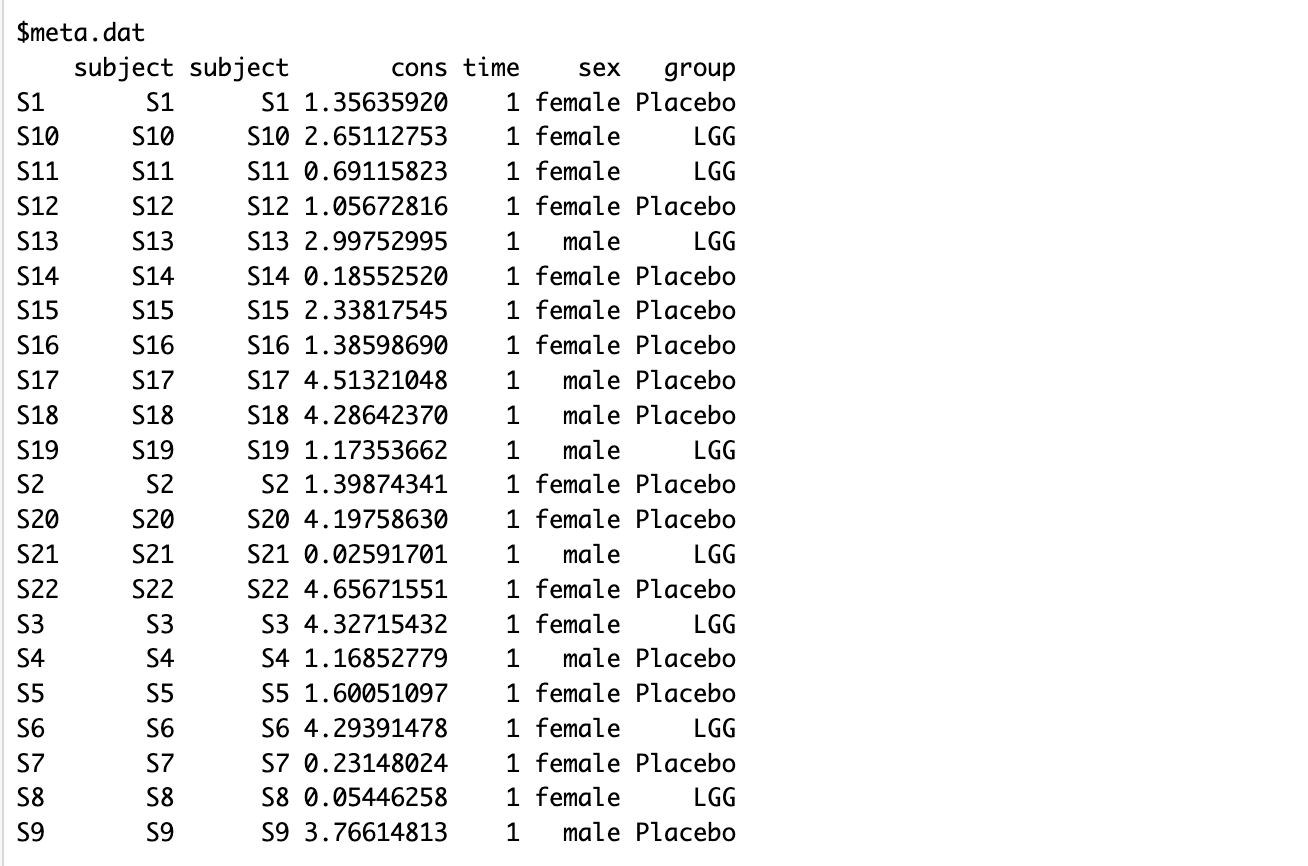 $meta.dat
    subject subject       cons time    sex   group
S1       S1      S1 1.35635920    1 female Placebo
S10     S10     S10 2.65112753    1 female     LGG
S11     S11     S11 0.69115823    1 female     LGG
S12     S12     S12 1.05672816    1 female Placebo
S13     S13     S13 2.99752995    1   male     LGG
S14     S14     S14 0.18552520    1 female Placebo
S15     S15     S15 2.33817545    1 female Placebo
S16     S16     S16 1.38598690    1 female Placebo
S17     S17     S17 4.51321048    1   male Placebo
S18     S18     S18 4.28642370    1   male Placebo
S19     S19     S19 1.17353662    1   male     LGG
S2       S2      S2 1.39874341    1 female Placebo
S20     S20     S20 4.19758630    1 female Placebo
S21     S21     S21 0.02591701    1   male     LGG
S22     S22     S22 4.65671551    1 female Placebo
S3       S3      S3 4.32715432    1 female     LGG
S4       S4      S4 1.16852779    1   male Placebo
S5       S5      S5 1.60051097    1 female Placebo
S6       S6      S6 4.29391478    1 female     LGG
S7       S7      S7 0.23148024    1 female Placebo
S8       S8      S8 0.05446258    1 female     LGG
S9       S9      S9 3.76614813    1   male Placebo